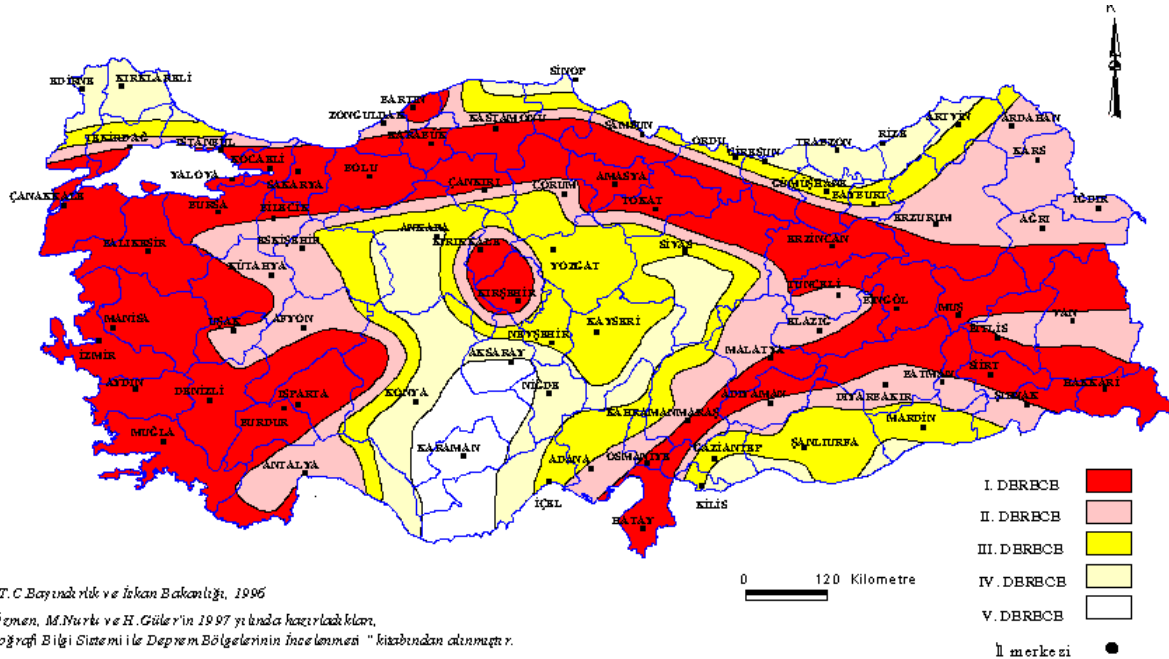 K
SİNOP
EDİRNE
KIRKLARELİ
BARTIN
ZONGULDAK
KASTAMONU
KARABÜK
SAMSUN
ARTVİN
ARDAHAN
RİZE
TRABZON
ORDU
GİRESUN
TEKİRDAĞ
İSTANBUL
KOCAELİ
KARS
YALOVA
SAKARYA
BOLU
ÇANKIRI
ÇORUM
AMASYA
GÜMÜŞHANE
BAYBURT
ÇANAKKALE
BURSA
BİLECİK
TOKAT
ERZURUM
IĞDIR
AĞRI
BALIKESİR
ESKİŞEHİR
ANKARA
KIRIKKALE
SİVAS
ERZİNCAN
KÜTAHYA
YOZGAT
TUNCELİ
KIRŞEHİR
BİNGÖL
MUŞ
MANİSA
UŞAK
AFYON
NEVŞEHİR
KAYSERİ
ELAZIĞ
BİTLİS
VAN
İZMİR
AKSARAY
MALATYA
AYDIN
DENİZLİ
ISPARTA
KONYA
NİĞDE
ADIYAMAN
DİYARBAKIR
BATMAN
SİİRT
HAKKARİ
ŞIRNAK
BURDUR
KAHRAMANMARAŞ
MARDİN
MUĞLA
KARAMAN
GAZİANTEP
ŞANLIURFA
ANTALYA
ADANA
OSMANİYE
İÇEL
KİLİS
HATAY
I. DERECE
II. DERECE
III. DERECE
IV. DERECE
V. DERECE
İl merkezi
0 120 Kilometre
T.C.Bayındırlık ve İskan Bakanlığı, 1996
özmen, M.Nurlu ve H.Güler'in 1997 yılında hazırladıkları,
oğrafi Bilgi Sistemi ile Deprem Bölgelerinin İncelenmesi " kitabından alınmıştır.